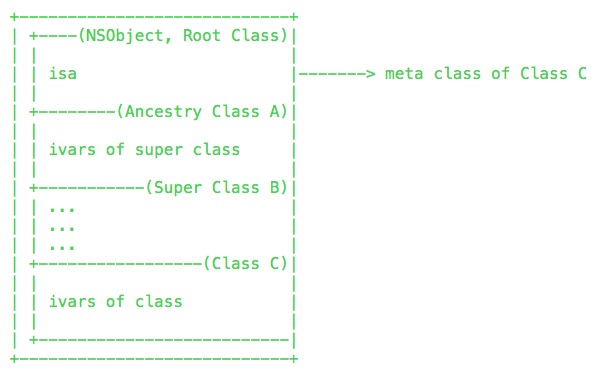 +----------------------------+
| +----(NSObject, Root Class)|
| |                          |
| | isa                      |-------> meta class of Class C
| |                          |
| +--------(Ancestry Class A)|
| |                          |
| | ivars of super class     |
| |                          |
| +-----------(Super Class B)|
| | ...                      |
| | ...                      |
| | ...                      |
| +-----------------(Class C)|
| |                          |
| | ivars of class           |
| |                          |
| +--------------------------|
+----------------------------+